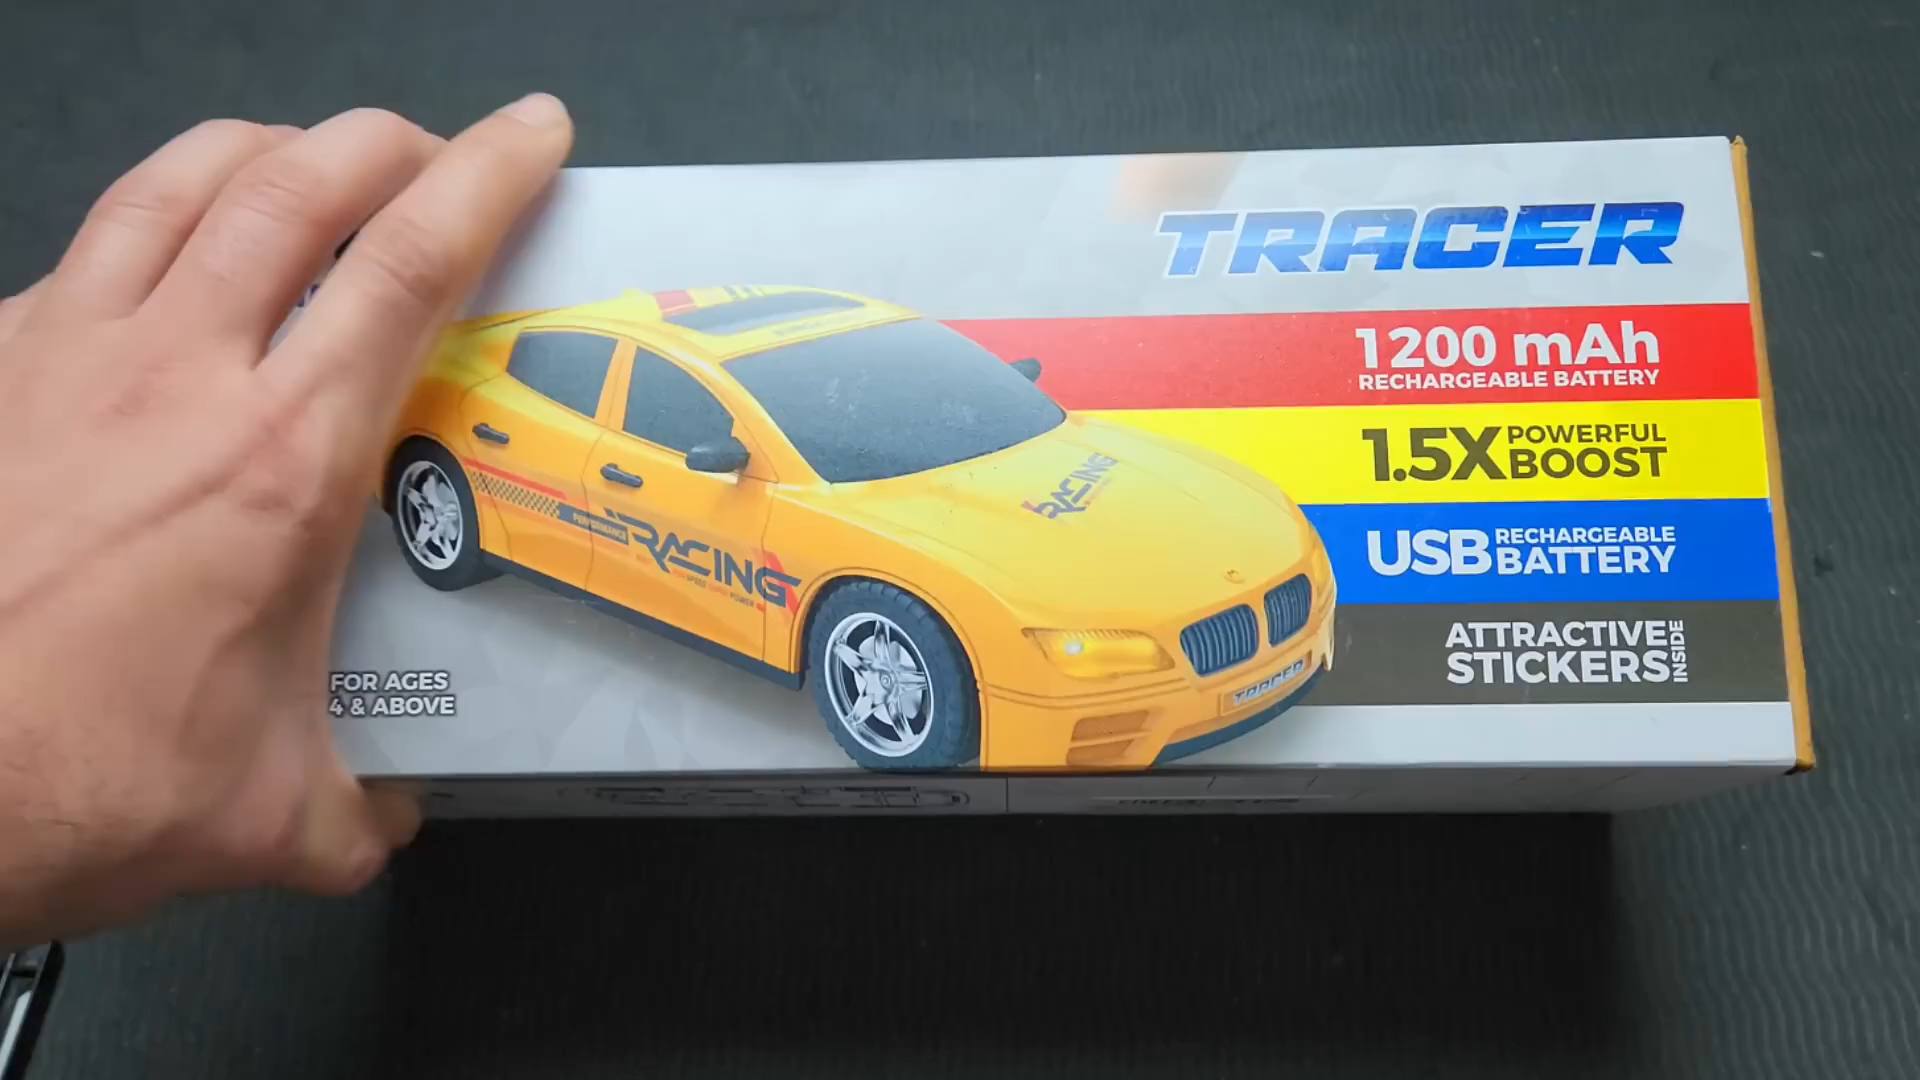 TRACER
1200 mAh
RECHARGEABLE BATTERY
1.5X POWERFUL BOOST
USB RECHARGEABLE BATTERY
ATTRACTIVE STICKERS INSIDE
RACING
PERFORMANCE
RACING
POWER
TRACER
FOR AGES
4 & ABOVE